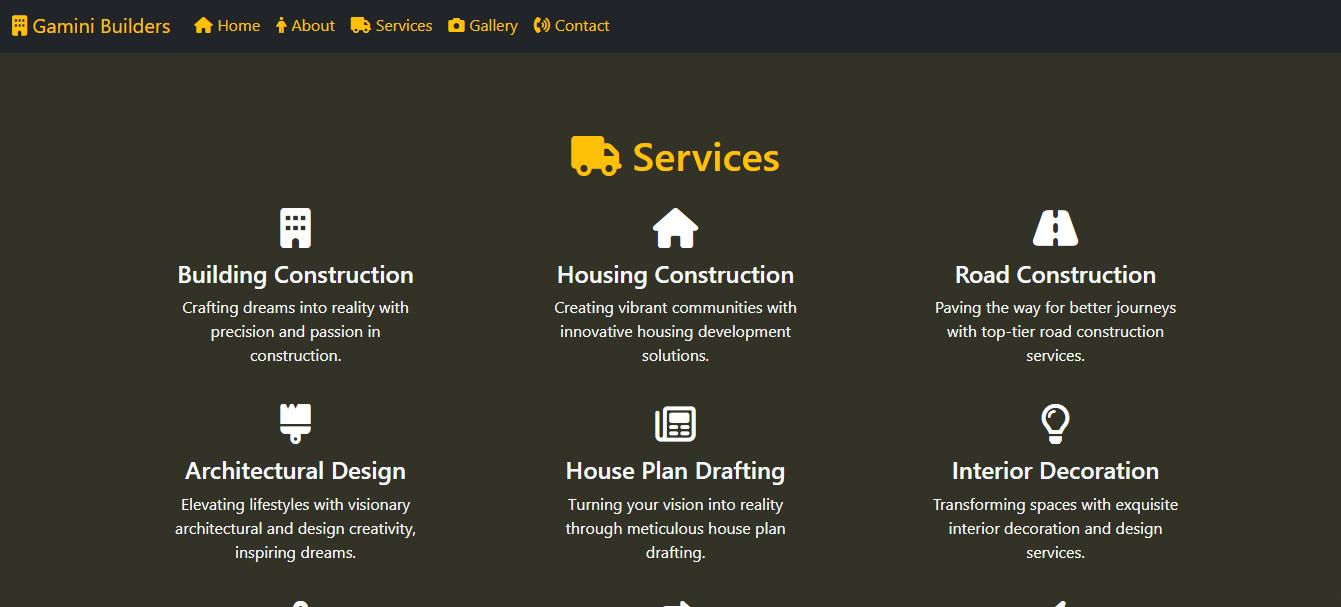 Gamini Builders Home About Services Gallery Contact
Services
Building Construction
Crafting dreams into reality with
precision and passion in
construction.
Housing Construction
Creating vibrant communities with
innovative housing development
solutions.
Road Construction
Paving the way for better journeys
with top-tier road construction
services.
Architectural Design
Elevating lifestyles with visionary
architectural and design creativity,
inspiring dreams.
House Plan Drafting
Turning your vision into reality
through meticulous house plan
drafting.
Interior Decoration
Transforming spaces with exquisite
interior decoration and design
services.